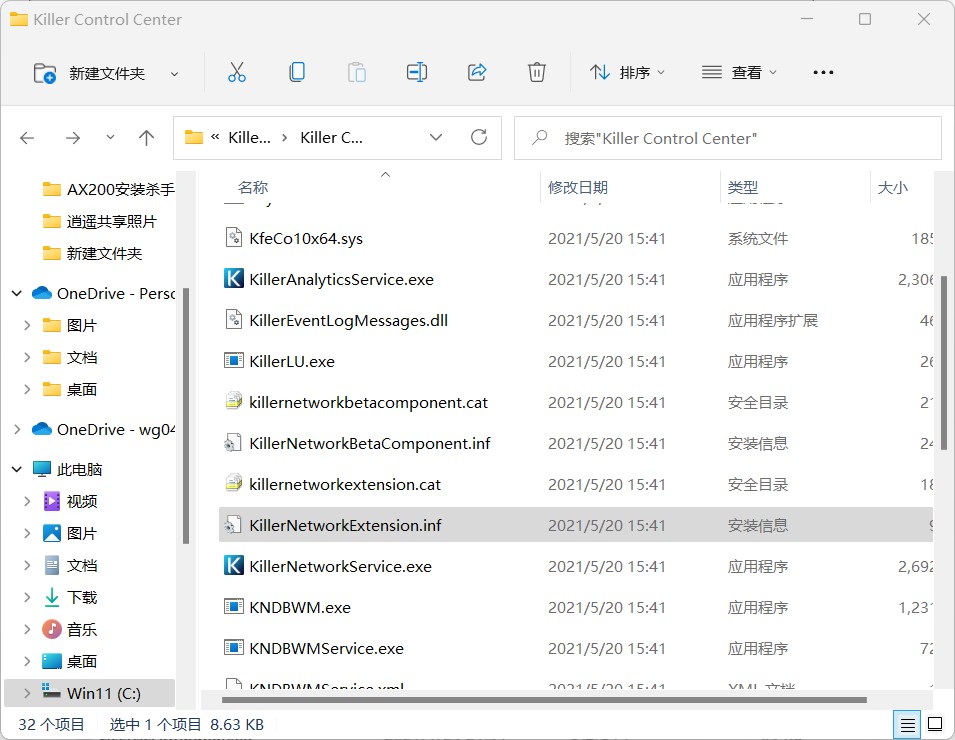 Killer Control Center
新建文件夹
排序
查看
« Kille... > Killer C...
搜索"Killer Control Center"
AX200安装杀手
逍遥共享照片
新建文件夹
OneDrive - Perso
图片
文档
桌面
OneDrive - wg04
此电脑
视频
图片
文档
下载
音乐
桌面
Win11 (C:)
名称 修改日期 类型 大小
KfeCo10x64.sys 2021/5/20 15:41 系统文件 185
KillerAnalyticsService.exe 2021/5/20 15:41 应用程序 2,306
KillerEventLogMessages.dll 2021/5/20 15:41 应用程序扩展 46
KillerLU.exe 2021/5/20 15:41 应用程序 26
killernetworkbetacomponent.cat 2021/5/20 15:41 安全目录 21
KillerNetworkBetaComponent.inf 2021/5/20 15:41 安装信息 24
killernetworkextension.cat 2021/5/20 15:41 安全目录 18
KillerNetworkExtension.inf 2021/5/20 15:41 安装信息 9
KillerNetworkService.exe 2021/5/20 15:41 应用程序 2,692
KNDBWM.exe 2021/5/20 15:41 应用程序 1,231
KNDBWMService.exe 2021/5/20 15:41 应用程序 72
KNDBWMService.xml 2021/5/20 15:41 XML 文档
32 个项目 选中 1 个项目 8.63 KB